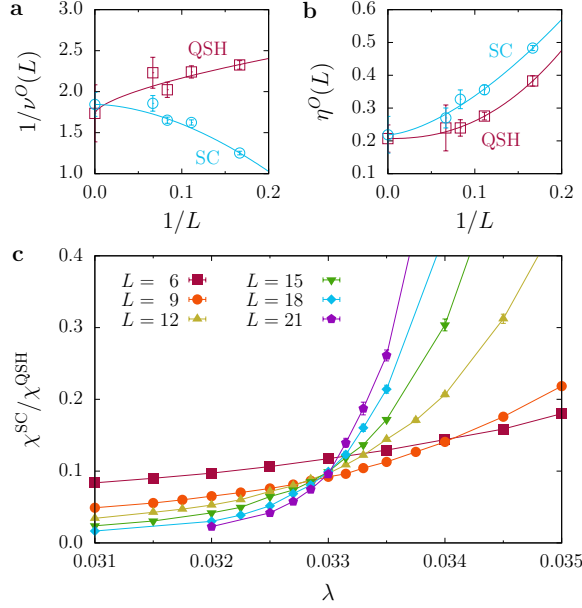 a
3.0
2.5
2.0
1.5
1.0
1/ν^O(L)
QSH
SC
0.0 0.1 0.2
1/L
b
0.6
0.5
0.4
0.3
0.2
0.1
η^O(L)
SC
QSH
0.0 0.1 0.2
1/L
c
0.4
0.3
0.2
0.1
0.0
χ^SC/χ^QSH
L = 6
L = 9
L = 12
L = 15
L = 18
L = 21
0.031 0.032 0.033 0.034 0.035
λ